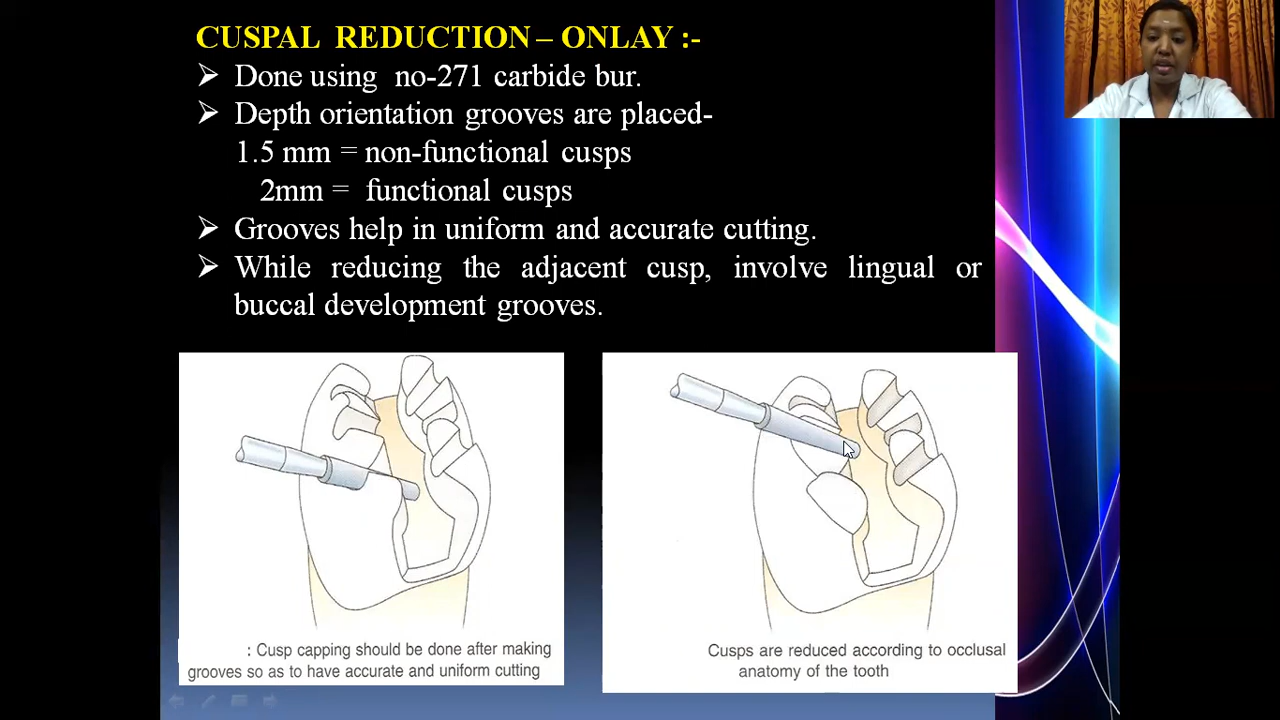 CUSPAL REDUCTION – ONLAY :-
Done using no-271 carbide bur.
Depth orientation grooves are placed-
1.5 mm = non-functional cusps
2mm = functional cusps
Grooves help in uniform and accurate cutting.
While reducing the adjacent cusp, involve lingual or
buccal development grooves.
: Cusp capping should be done after making
grooves so as to have accurate and uniform cutting
Cusps are reduced according to occlusal
anatomy of the tooth